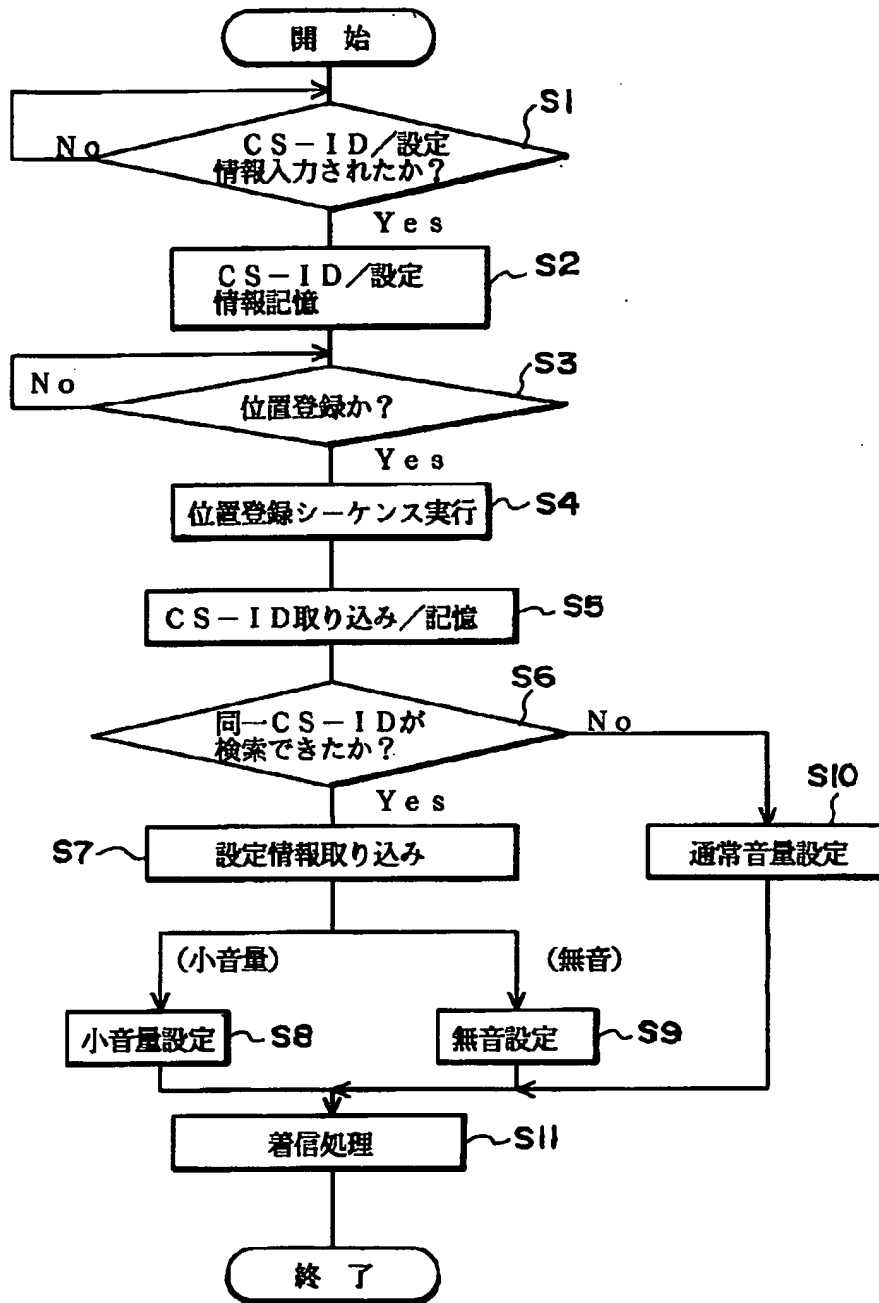 開 始
S1
CS-ID／設定
情報入力されたか？
No
Yes
CS-ID／設定
情報記憶
S2
S3
No
位置登録か？
Yes
位置登録シーケンス実行
S4
CS-ID取り込み／記憶
S5
S6
同一CS-IDが
検索できたか？
No
Yes
S10
S7
設定情報取り込み
通常音量設定
(小音量)
(無音)
小音量設定
S8
無音設定
S9
着信処理
S11
終 了